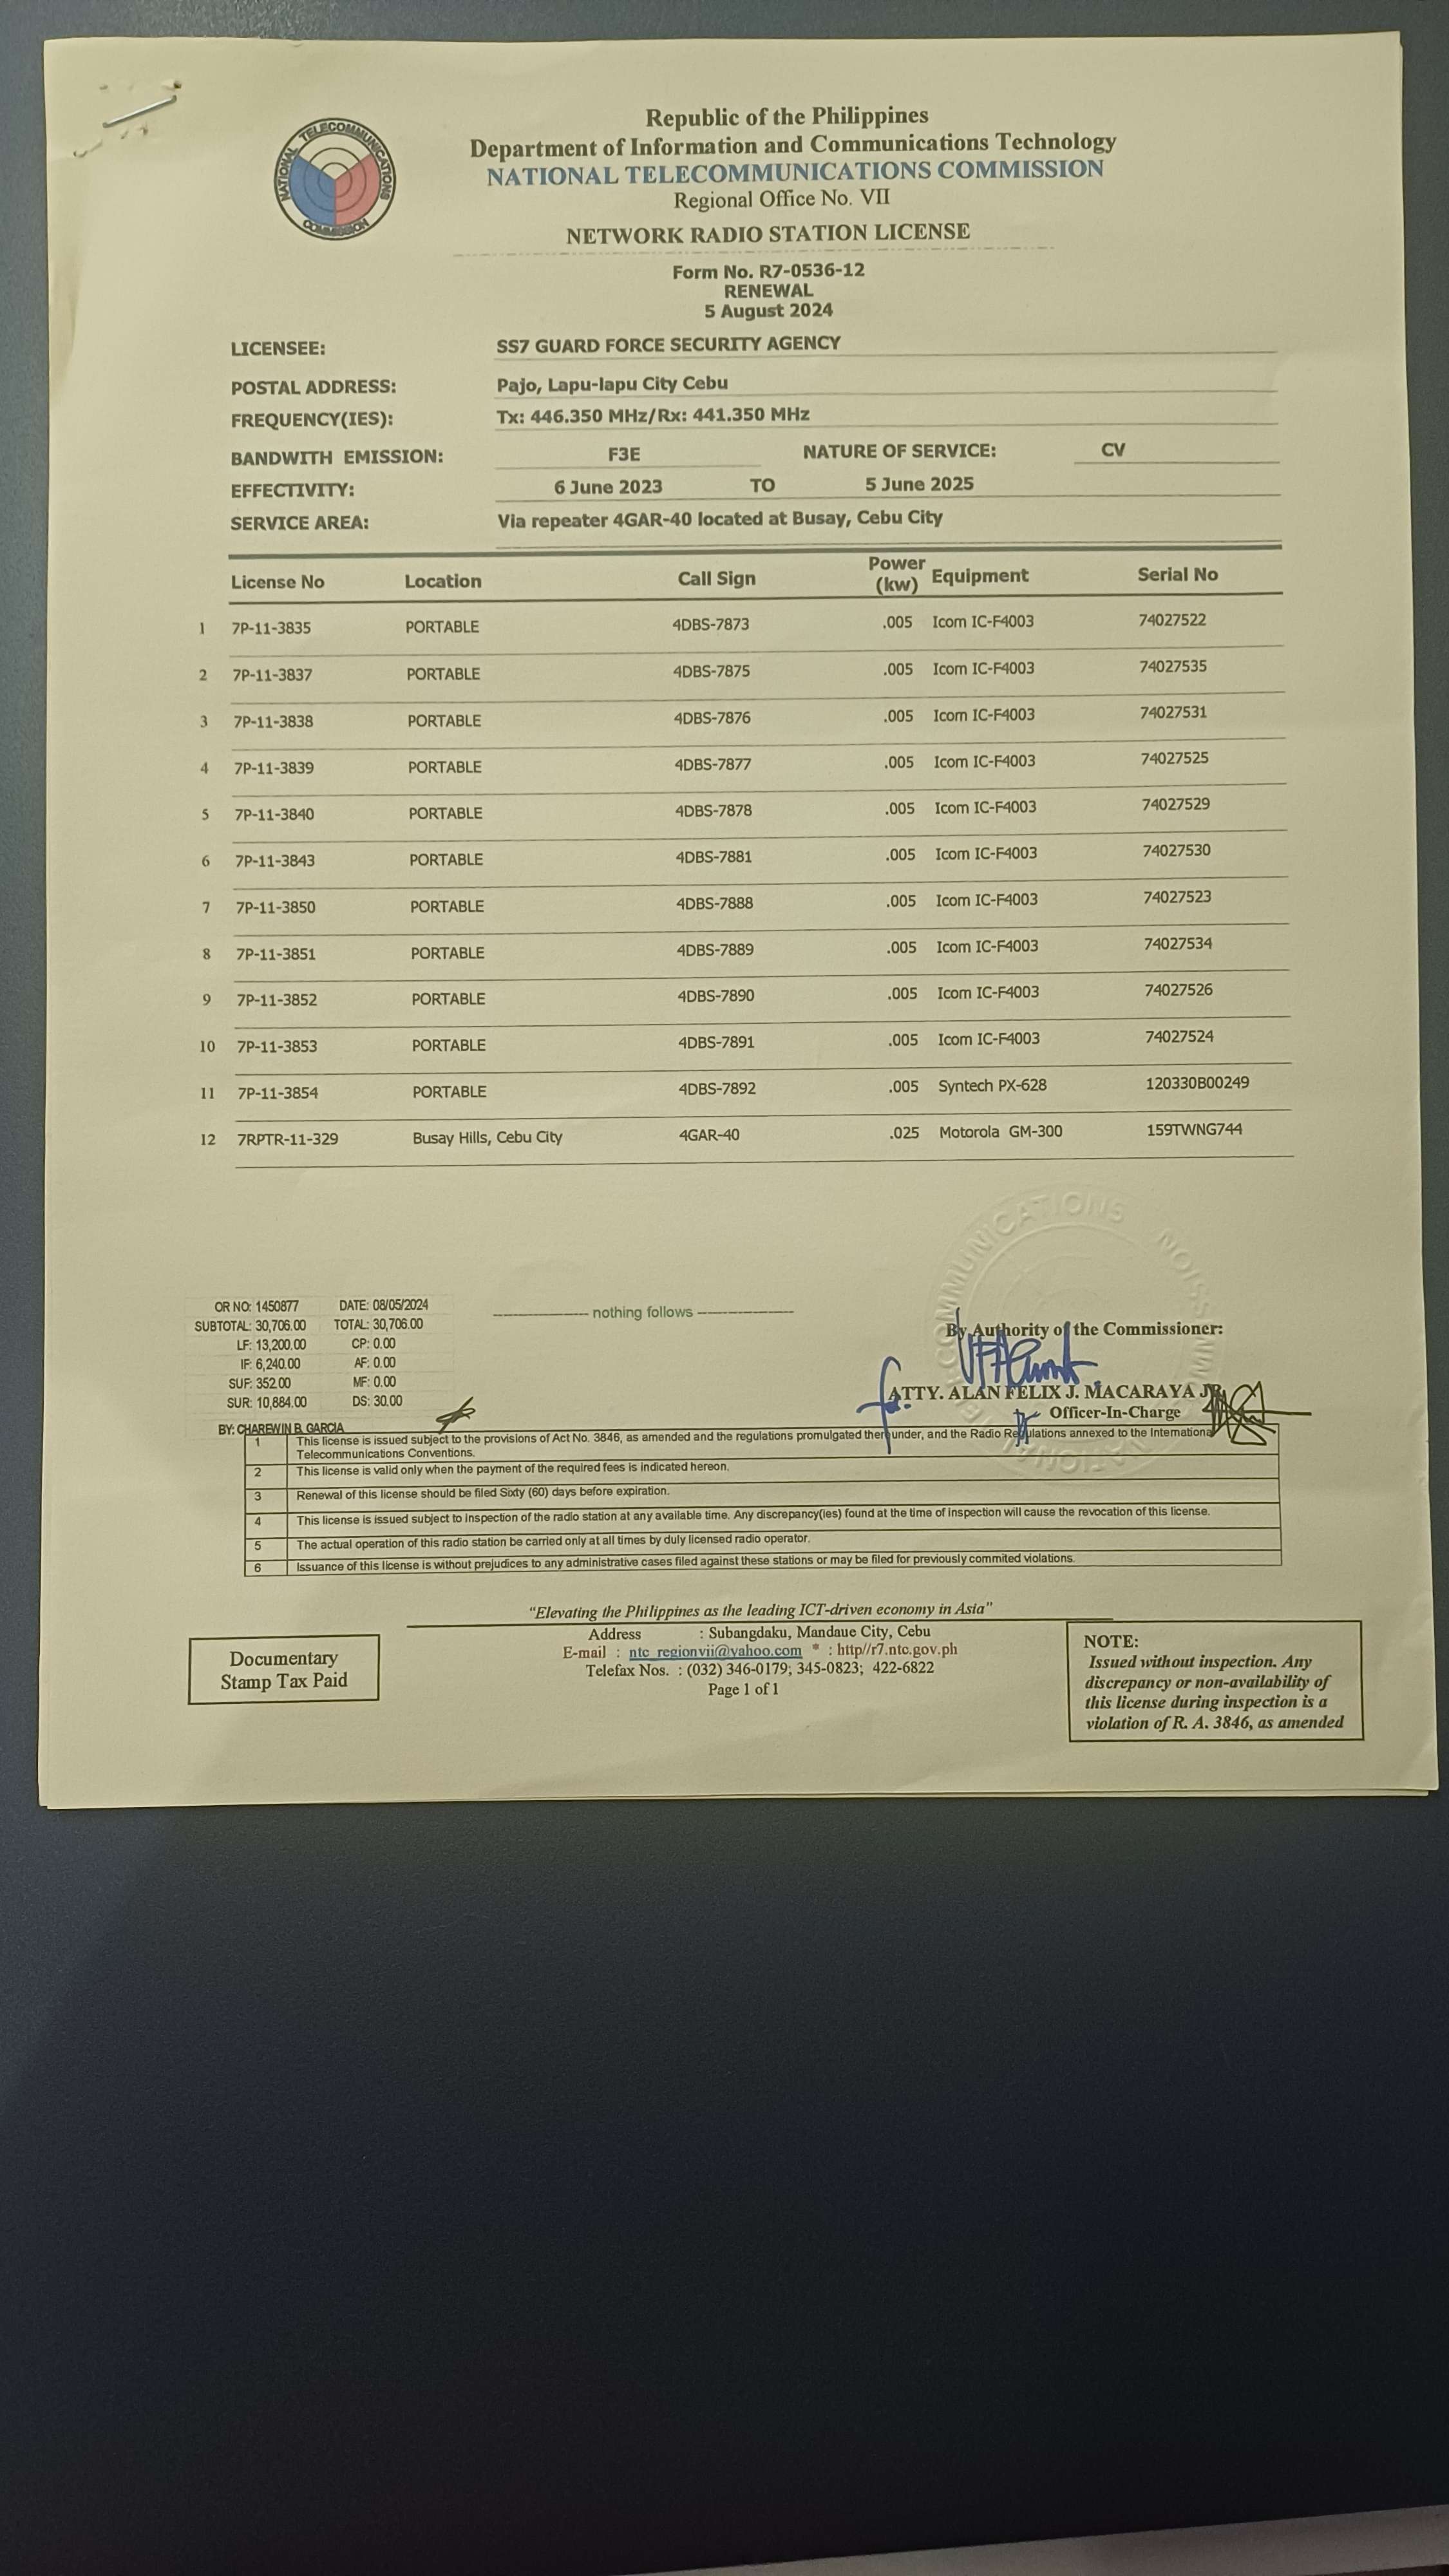 NATIONAL TELECOMMUNICATIONS COMMISSION
Republic of the Philippines
Department of Information and Communications Technology
NATIONAL TELECOMMUNICATIONS COMMISSION
Regional Office No. VII
NETWORK RADIO STATION LICENSE
Form No. R7-0536-12
RENEWAL
5 August 2024
LICENSEE: SS7 GUARD FORCE SECURITY AGENCY
POSTAL ADDRESS: Pajo, Lapu-lapu City Cebu
FREQUENCY(IES): Tx: 446.350 MHz/Rx: 441.350 MHz
BANDWITH EMISSION: F3E NATURE OF SERVICE: CV
EFFECTIVITY: 6 June 2023 TO 5 June 2025
SERVICE AREA: Via repeater 4GAR-40 located at Busay, Cebu City
License No Location Call Sign Power (kw) Equipment Serial No
1 7P-11-3835 PORTABLE 4DBS-7873 .005 Icom IC-F4003 74027522
2 7P-11-3837 PORTABLE 4DBS-7875 .005 Icom IC-F4003 74027535
3 7P-11-3838 PORTABLE 4DBS-7876 .005 Icom IC-F4003 74027531
4 7P-11-3839 PORTABLE 4DBS-7877 .005 Icom IC-F4003 74027525
5 7P-11-3840 PORTABLE 4DBS-7878 .005 Icom IC-F4003 74027529
6 7P-11-3843 PORTABLE 4DBS-7881 .005 Icom IC-F4003 74027530
7 7P-11-3850 PORTABLE 4DBS-7888 .005 Icom IC-F4003 74027523
8 7P-11-3851 PORTABLE 4DBS-7889 .005 Icom IC-F4003 74027534
9 7P-11-3852 PORTABLE 4DBS-7890 .005 Icom IC-F4003 74027526
10 7P-11-3853 PORTABLE 4DBS-7891 .005 Icom IC-F4003 74027524
11 7P-11-3854 PORTABLE 4DBS-7892 .005 Syntech PX-628 120330B00249
12 7RPTR-11-329 Busay Hills, Cebu City 4GAR-40 .025 Motorola GM-300 159TWNG744
OR NO: 1450877 DATE: 08/05/2024
SUBTOTAL: 30,706.00 TOTAL: 30,706.00
LF: 13,200.00 CP: 0.00
IF: 6,240.00 AF: 0.00
SUF: 352.00 MF: 0.00
SUR: 10,884.00 DS: 30.00
BY: CHAREWIN B. GARCIA
---------------- nothing follows ----------------
By Authority of the Commissioner:
ATTY. ALAN FELIX J. MACARAYA JR.
Officer-In-Charge
1 This license is issued subject to the provisions of Act No. 3846, as amended and the regulations promulgated thereunder, and the Radio Regulations annexed to the International
Telecommunications Conventions.
2 This license is valid only when the payment of the required fees is indicated hereon.
3 Renewal of this license should be filed Sixty (60) days before expiration.
4 This license is issued subject to inspection of the radio station at any available time. Any discrepancy(ies) found at the time of inspection will cause the revocation of this license.
5 The actual operation of this radio station be carried only at all times by duly licensed radio operator.
6 Issuance of this license is without prejudices to any administrative cases filed against these stations or may be filed for previously commited violations.
"Elevating the Philippines as the leading ICT-driven economy in Asia"
Address : Subangdaku, Mandaue City, Cebu
E-mail : ntc_regionvii@yahoo.com * : http//r7.ntc.gov.ph
Telefax Nos. : (032) 346-0179; 345-0823; 422-6822
Page 1 of 1
Documentary
Stamp Tax Paid
NOTE:
Issued without inspection. Any
discrepancy or non-availability of
this license during inspection is a
violation of R. A. 3846, as amended